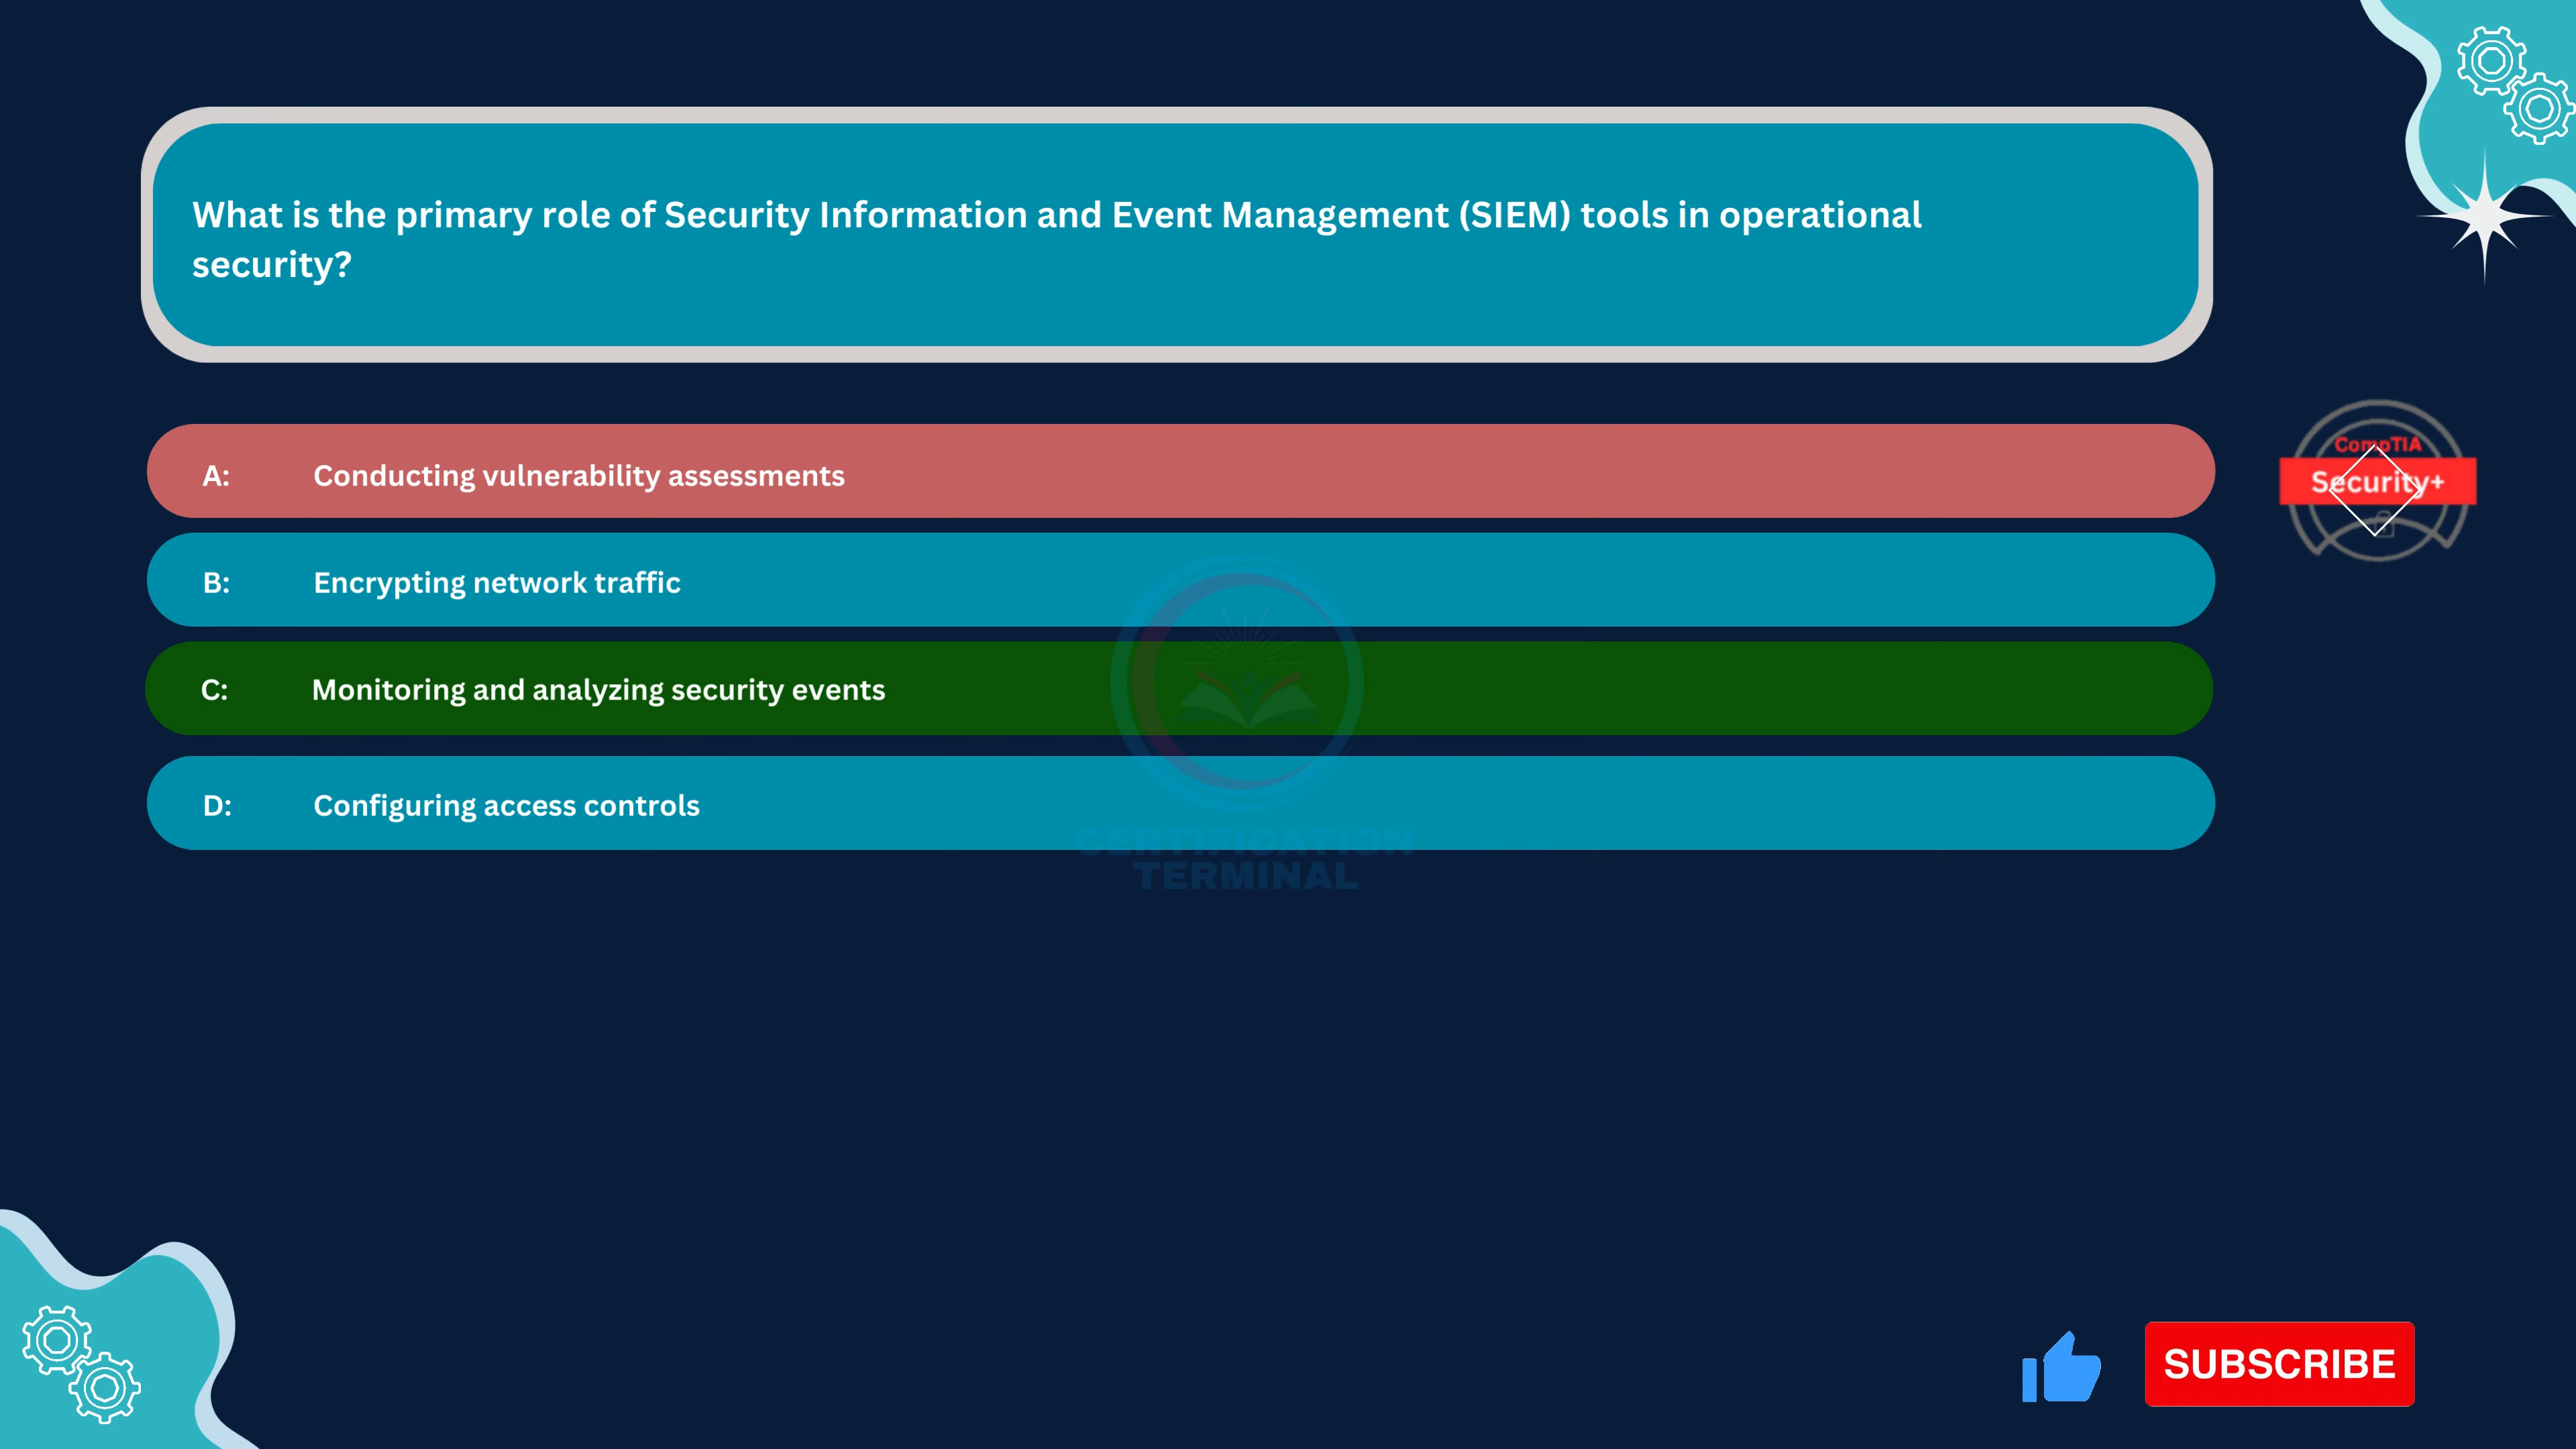 What is the primary role of Security Information and Event Management (SIEM) tools in operational
security?
A: Conducting vulnerability assessments
CompTIA
Security+
B: Encrypting network traffic
C: Monitoring and analyzing security events
D: Configuring access controls
CERTIFICATION
TERMINAL
SUBSCRIBE